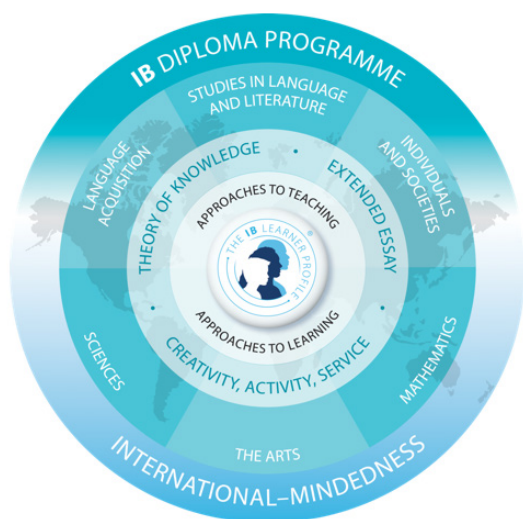 IB DIPLOMA PROGRAMME
STUDIES IN LANGUAGE
AND LITERATURE
LANGUAGE
ACQUISITION
INDIVIDUALS
AND SOCIETIES
THEORY OF KNOWLEDGE
•
EXTENDED ESSAY
•
APPROACHES TO TEACHING
THE IB LEARNER PROFILE
®
APPROACHES TO LEARNING
•
CREATIVITY, ACTIVITY, SERVICE
SCIENCES
MATHEMATICS
THE ARTS
INTERNATIONAL–MINDEDNESS